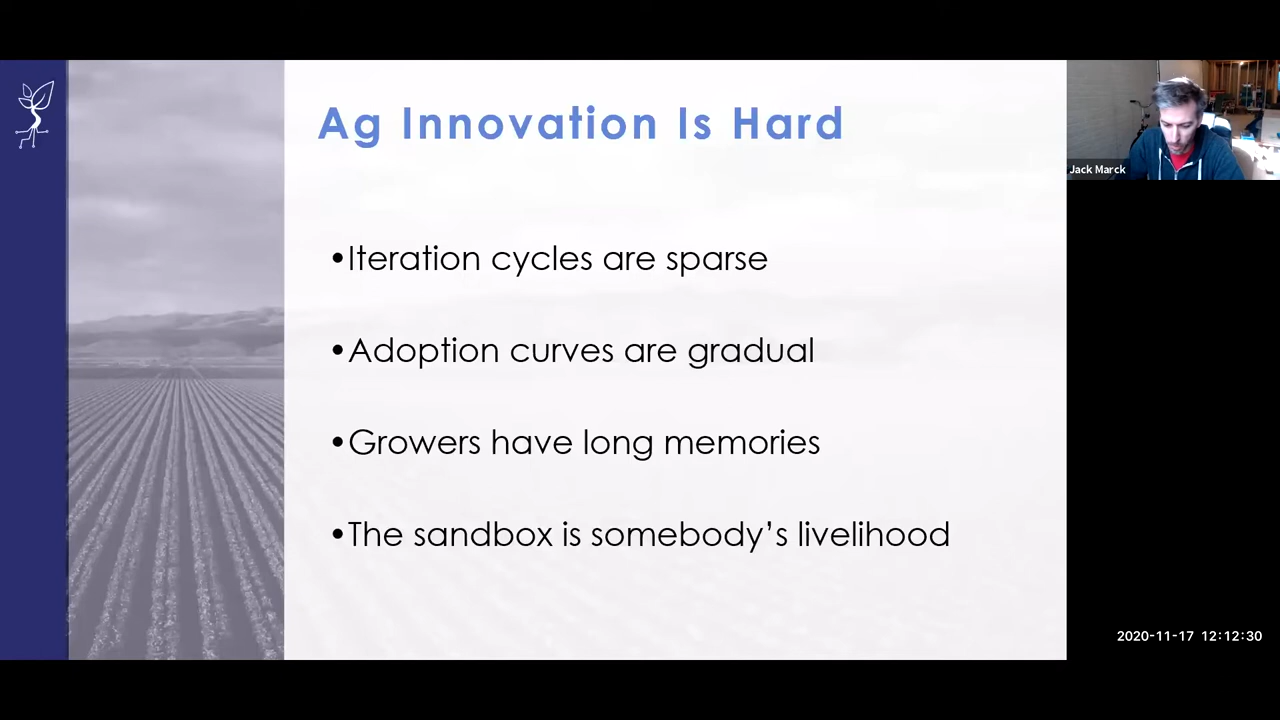 Ag Innovation Is Hard
•Iteration cycles are sparse
•Adoption curves are gradual
•Growers have long memories
•The sandbox is somebody’s livelihood
Jack Marck
2020-11-17 12:12:30